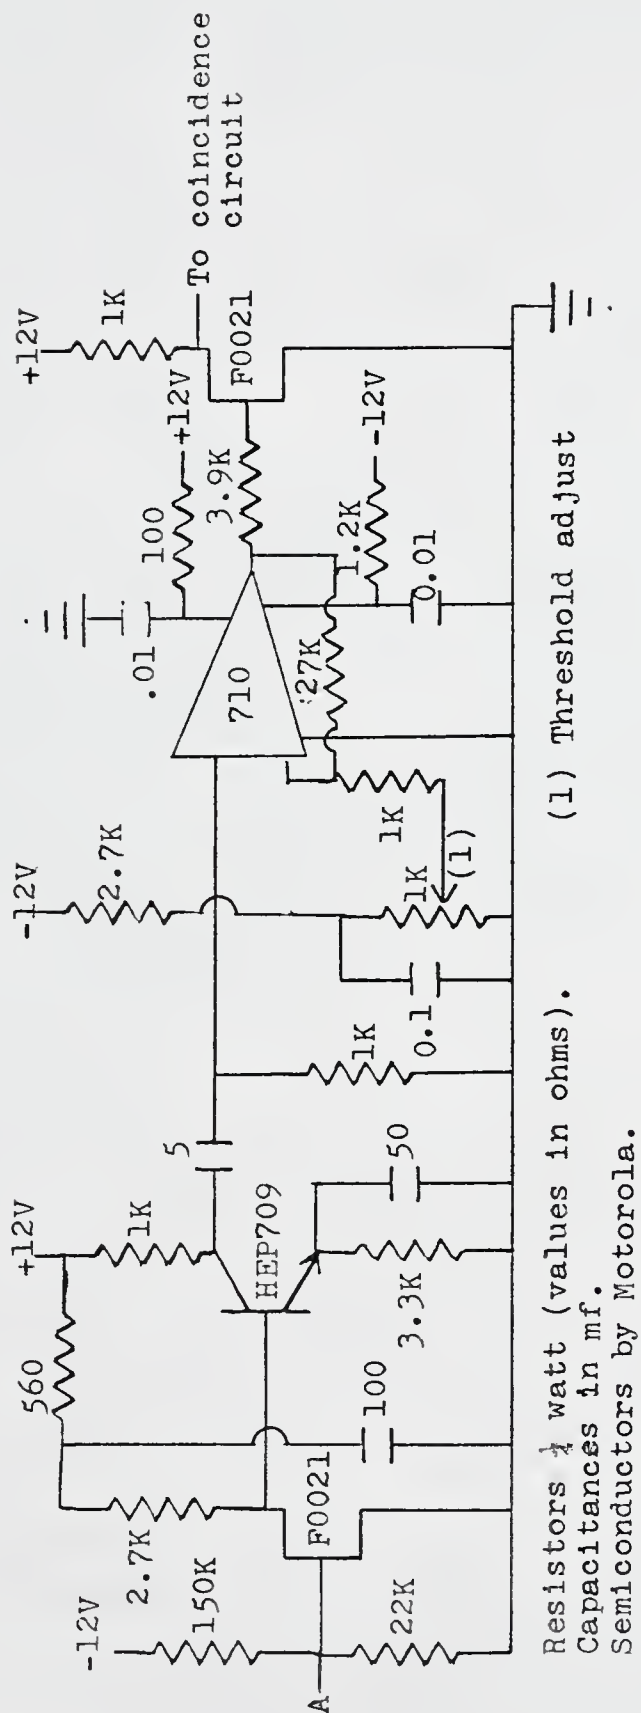 -12V
150K
A
22K
2.7K
560
+12V
1K
100
F0021
HEP709
3.3K
50
5
1K
0.1
-12V
2.7K
1K
(1)
1K
710
27K
.01
100
+12V
1.2K
-12V
0.01
3.9K
+12V
1K
F0021
To coincidence
circuit
(1) Threshold adjust
Resistors watt (values in ohms).
Capacitances in mf.
Semiconductors by Motorola.